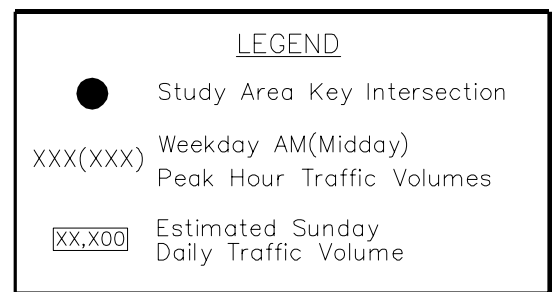 LEGEND
Study Area Key Intersection
XXX(XXX) Weekday AM(Midday)
Peak Hour Traffic Volumes
XX,X00 Estimated Sunday
Daily Traffic Volume